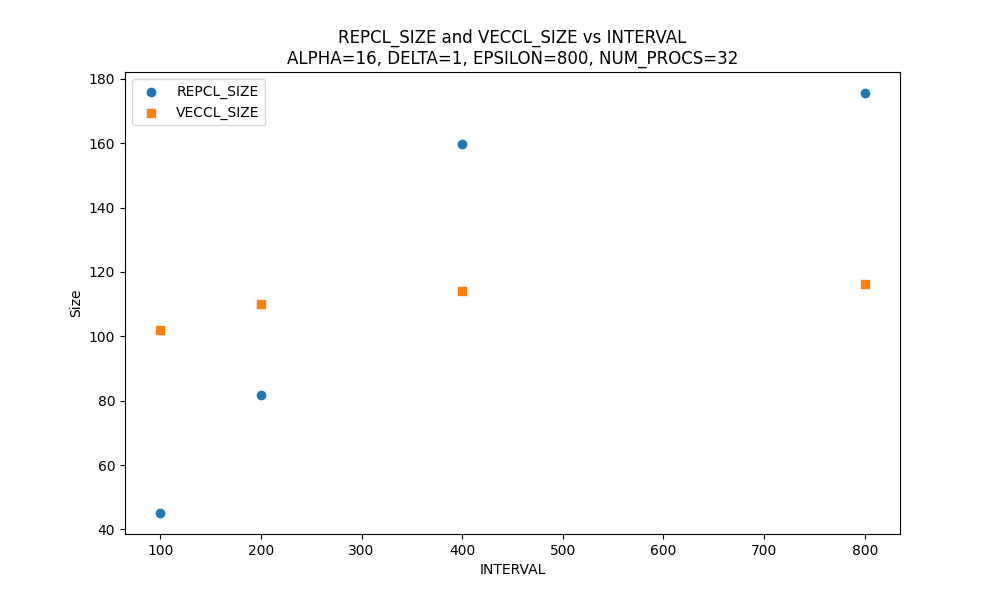 REPCL_SIZE and VECCL_SIZE vs INTERVAL
ALPHA=16, DELTA=1, EPSILON=800, NUM_PROCS=32
REPCL_SIZE
VECCL_SIZE
Size
180
160
140
120
100
80
60
40
100 200 300 400 500 600 700 800
INTERVAL